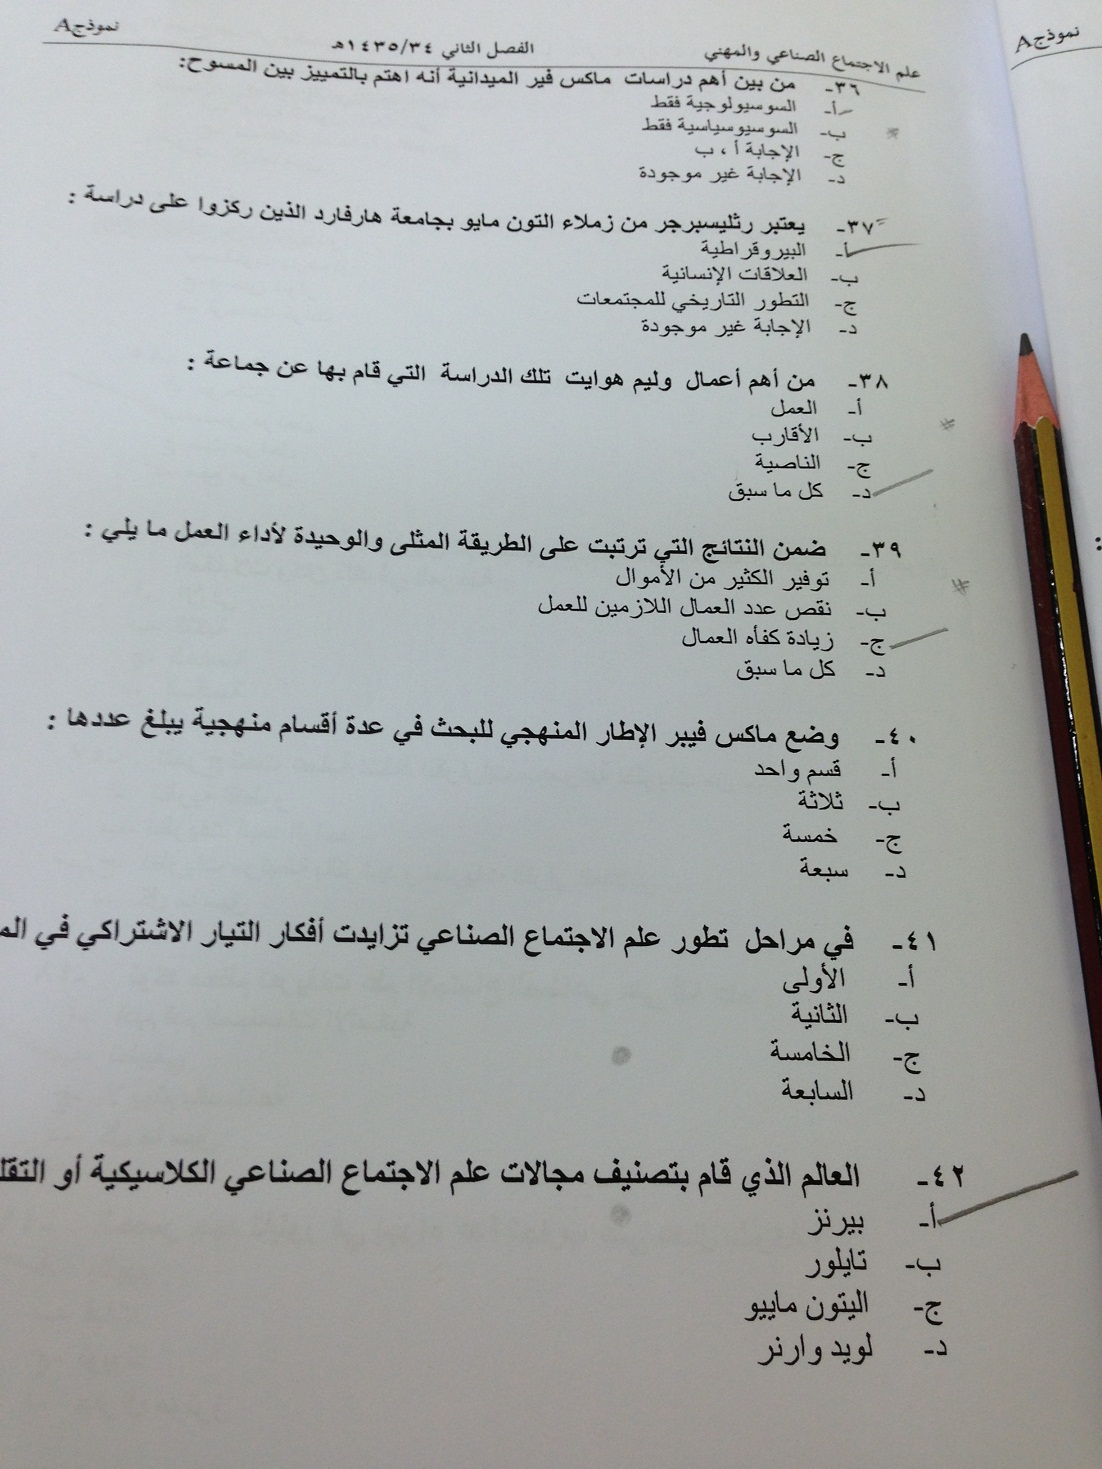 علم الاجتماع الصناعي والمهني الفصل الثاني ١٤٣٥/٣٤هـ نموذجA
نموذجA
٣٦- من بين أهم دراسات ماكس فير الميدانية أنه اهتم بالتمييز بين المسوح:
أ- السوسيولوجية فقط
ب- السوسيوسياسية فقط
ج- الإجابة أ ، ب
د- الإجابة غير موجودة
٣٧- يعتبر رثليسبرجر من زملاء التون مايو بجامعة هارفارد الذين ركزوا على دراسة :
أ- البيروقراطية
ب- العلاقات الإنسانية
ج- التطور التاريخي للمجتمعات
د- الإجابة غير موجودة
٣٨- من أهم أعمال وليم هوايت تلك الدراسة التي قام بها عن جماعة :
أ- العمل
ب- الأقارب
ج- الناصية
د- كل ما سبق
٣٩- ضمن النتائج التي ترتبت على الطريقة المثلى والوحيدة لأداء العمل ما يلي :
أ- توفير الكثير من الأموال
ب- نقص عدد العمال اللازمين للعمل
ج- زيادة كفأه العمال
د- كل ما سبق
٤٠- وضع ماكس فيبر الإطار المنهجي للبحث في عدة أقسام منهجية يبلغ عددها :
أ- قسم واحد
ب- ثلاثة
ج- خمسة
د- سبعة
٤١- في مراحل تطور علم الاجتماع الصناعي تزايدت أفكار التيار الاشتراكي في
أ- الأولى
ب- الثانية
ج- الخامسة
د- السابعة
٤٢- العالم الذي قام بتصنيف مجالات علم الاجتماع الصناعي الكلاسيكية أو
أ- بيرنز
ب- تايلور
ج- اليتون ماييو
د- لويد وارنر